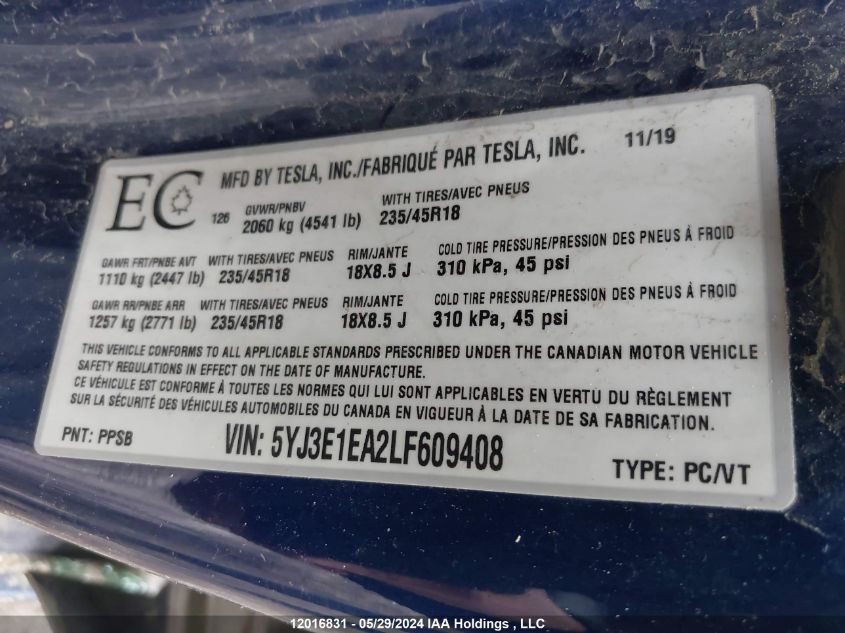 EC
MFD BY TESLA, INC./FABRIQUÉ PAR TESLA, INC. 11/19
126 GVWR/PNBV WITH TIRES/AVEC PNEUS
2060 kg (4541 lb) 235/45R18
GAWR FRT/PNBE AVT WITH TIRES/AVEC PNEUS RIM/JANTE COLD TIRE PRESSURE/PRESSION DES PNEUS À FROID
1110 kg (2447 lb) 235/45R18 18X8.5 J 310 kPa, 45 psi
GAWR RR/PNBE ARR WITH TIRES/AVEC PNEUS RIM/JANTE COLD TIRE PRESSURE/PRESSION DES PNEUS À FROID
1257 kg (2771 lb) 235/45R18 18X8.5 J 310 kPa, 45 psi
THIS VEHICLE CONFORMS TO ALL APPLICABLE STANDARDS PRESCRIBED UNDER THE CANADIAN MOTOR VEHICLE
SAFETY REGULATIONS IN EFFECT ON THE DATE OF MANUFACTURE.
CE VÉHICULE EST CONFORME À TOUTES LES NORMES QUI LUI SONT APPLICABLES EN VERTU DU RÈGLEMENT
SUR LA SÉCURITÉ DES VÉHICULES AUTOMOBILES DU CANADA EN VIGUEUR À LA DATE DE SA FABRICATION.
PNT: PPSB VIN: 5YJ3E1EA2LF609408 TYPE: PC/VT
12016831 - 05/29/2024 IAA Holdings , LLC